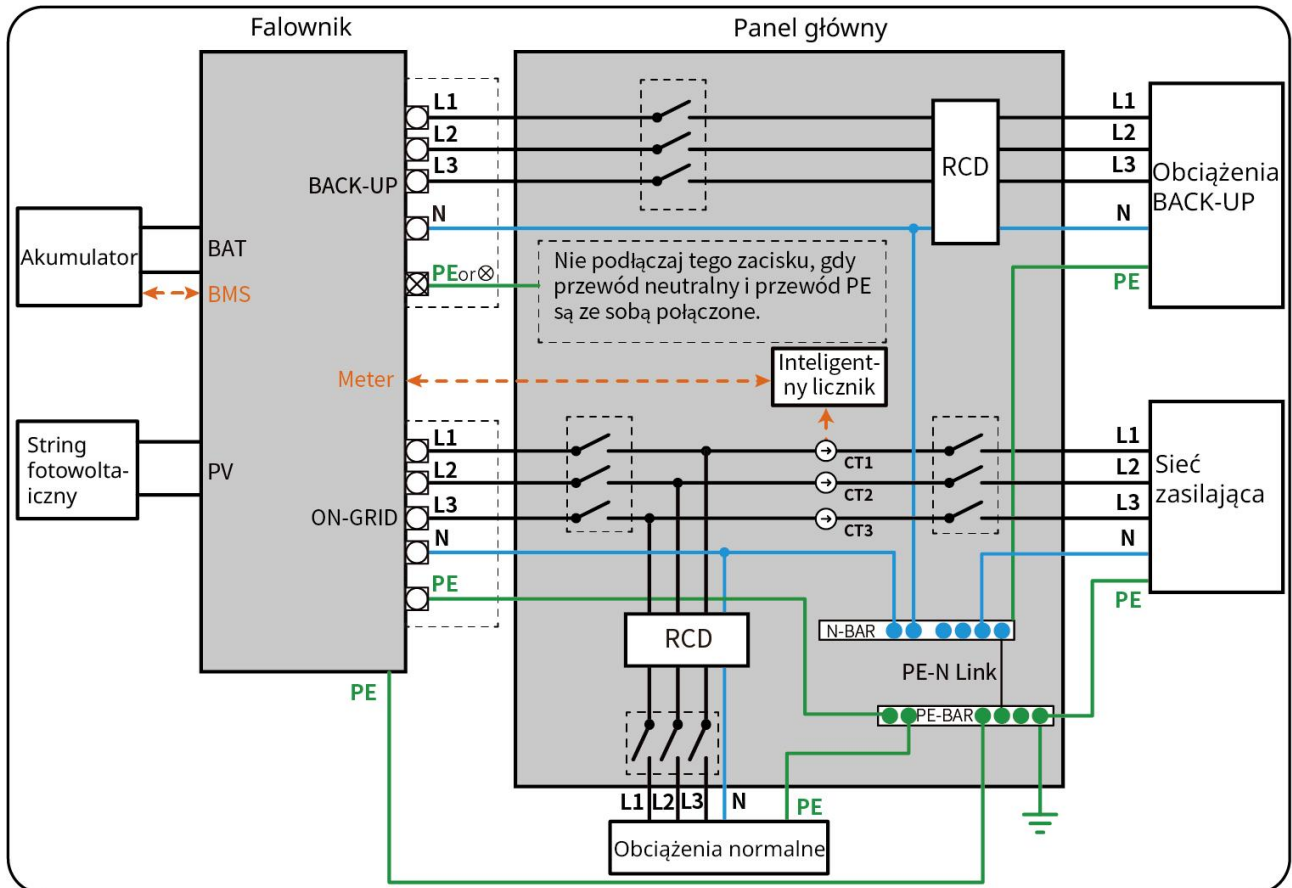 Falownik
Panel główny
L1
L2
L3
BACK-UP
N
PEor⊗
RCD
L1
L2
L3
N
PE
Obciążenia
BACK-UP
Akumulator
BAT
BMS
Nie podłączaj tego zacisku, gdy
przewód neutralny i przewód PE
są ze sobą połączone.
Meter
Inteligent-
ny licznik
String
fotowolta-
iczny
PV
ON-GRID
L1
L2
L3
N
PE
CT1
CT2
CT3
L1
L2
L3
N
PE
Sieć
zasilająca
RCD
N-BAR
PE-N Link
PE-BAR
PE
L1
L2
L3
N
PE
Obciążenia normalne